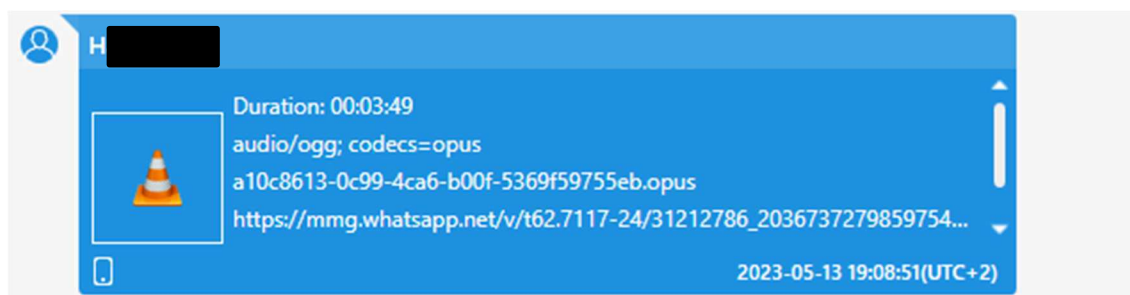 H
Duration: 00:03:49
audio/ogg; codecs=opus
a10c8613-0c99-4ca6-b00f-5369f59755eb.opus
https://mmg.whatsapp.net/v/t62.7117-24/31212786_2036737279859754...
2023-05-13 19:08:51(UTC+2)